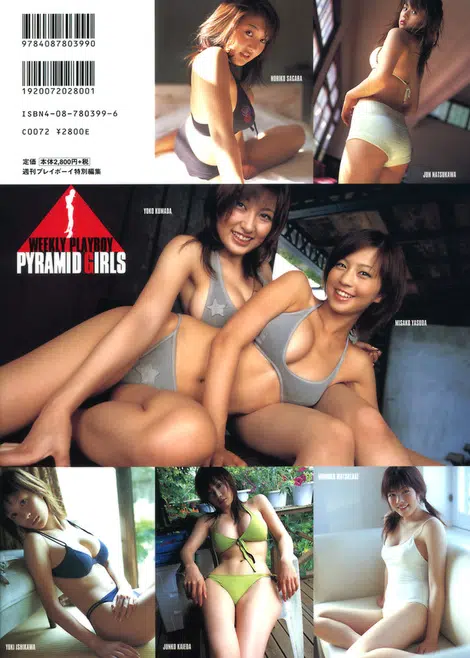 9784087803990
1920072028001
ISBN4-08-780399-6
C0072 ¥2800E
定価 本体2,800円+税
週刊プレイボーイ特別編集
NORIKO SAGARA
JUN NATSUKAWA
YOKO KUMADA
WEEKLY PLAYBOY
PYRAMID GIRLS
MISAKO YASUDA
YUKI ISHIKAWA
JUNKO KAIEDA